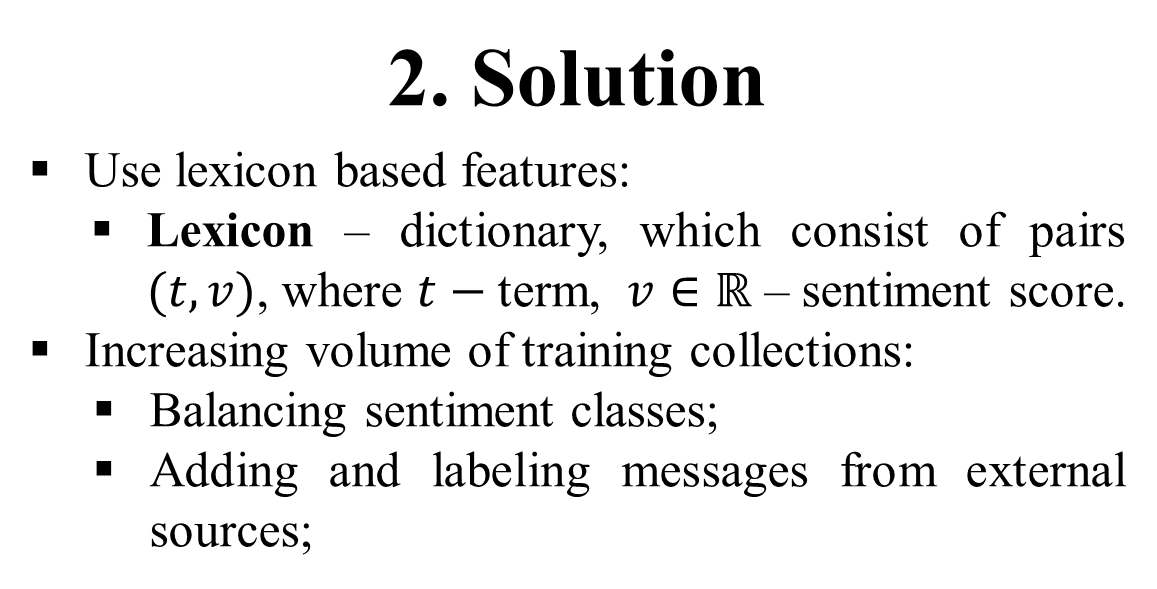 2. Solution
▪ Use lexicon based features:
▪ Lexicon – dictionary, which consist of pairs
(t, v), where t − term, v ∈ ℝ – sentiment score.
▪ Increasing volume of training collections:
▪ Balancing sentiment classes;
▪ Adding and labeling messages from external
sources;